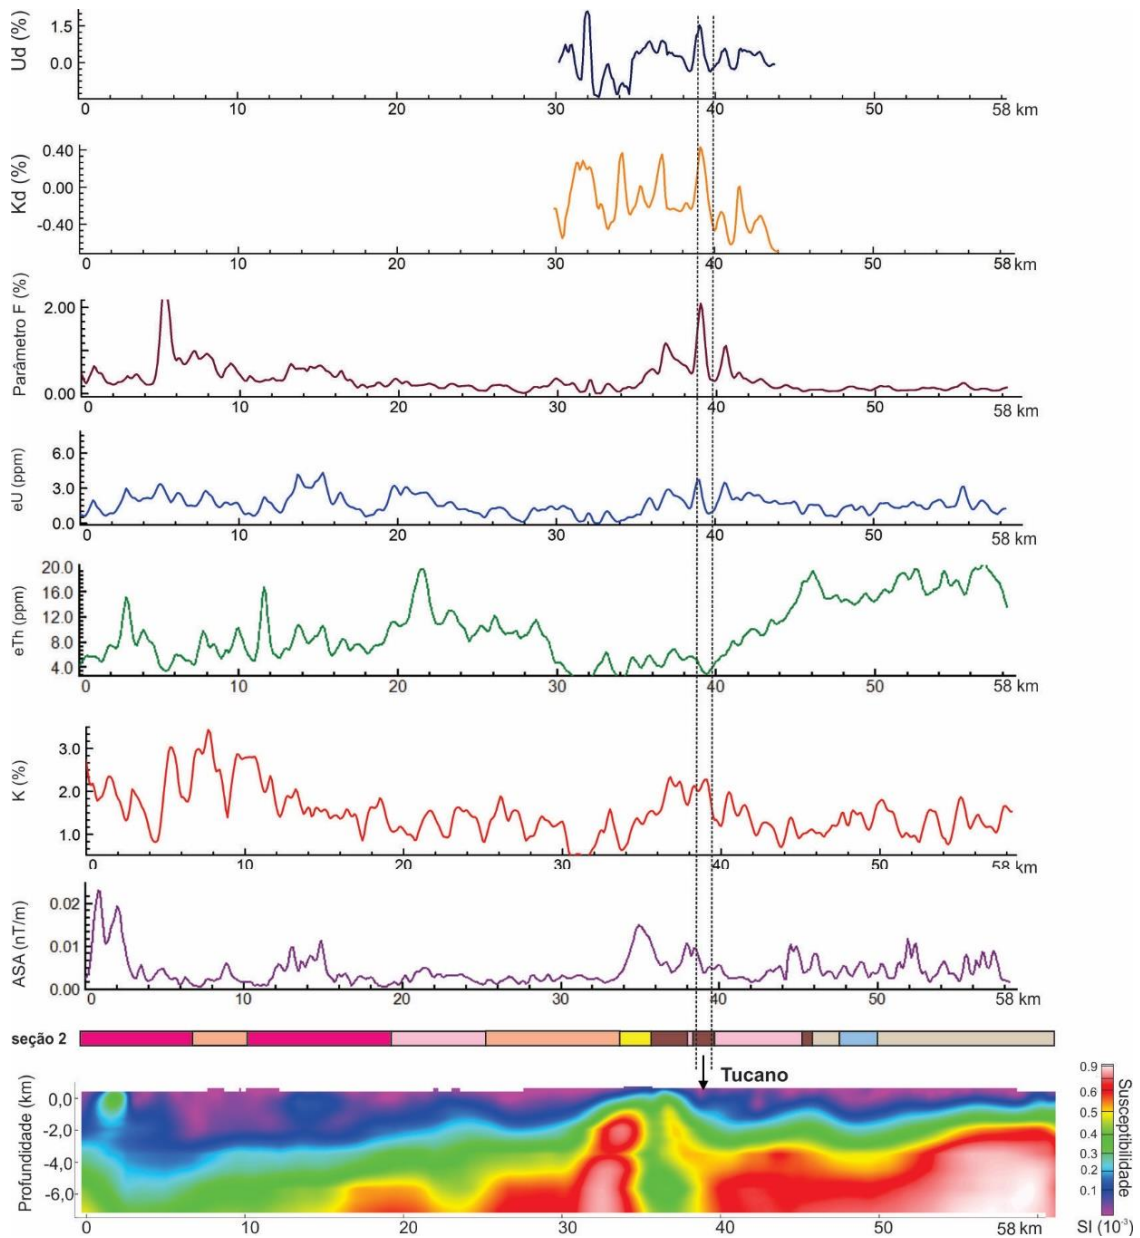 Ud (%)
1.5
0.0
0 10 20 30 40 50 58 km
Kd (%)
0.40
0.00
-0.40
0 10 20 30 40 50 58 km
Parâmetro F (%)
2.00
0.00
0 10 20 30 40 50 58 km
eU (ppm)
6.0
3.0
0.0
0 10 20 30 40 50 58 km
eTh (ppm)
20.0
16.0
12.0
8.0
4.0
0 10 20 30 40 50 58 km
K (%)
3.0
2.0
1.0
0 10 20 30 40 50 58 km
ASA (nT/m)
0.02
0.01
0.00
0 10 20 30 40 50 58 km
seção 2
Tucano
Profundidade (km)
0,0
-2.0
-4.0
-6.0
0 10 20 30 40 50 58 km
0.9
0.6
0.5
0.4
0.3
0.2
0.1
Susceptibilidade
SI (10⁻³)